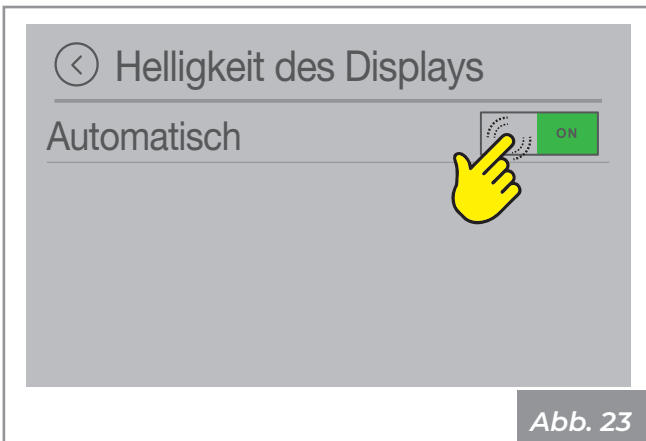 Helligkeit des Displays
Automatisch
ON
Abb. 23